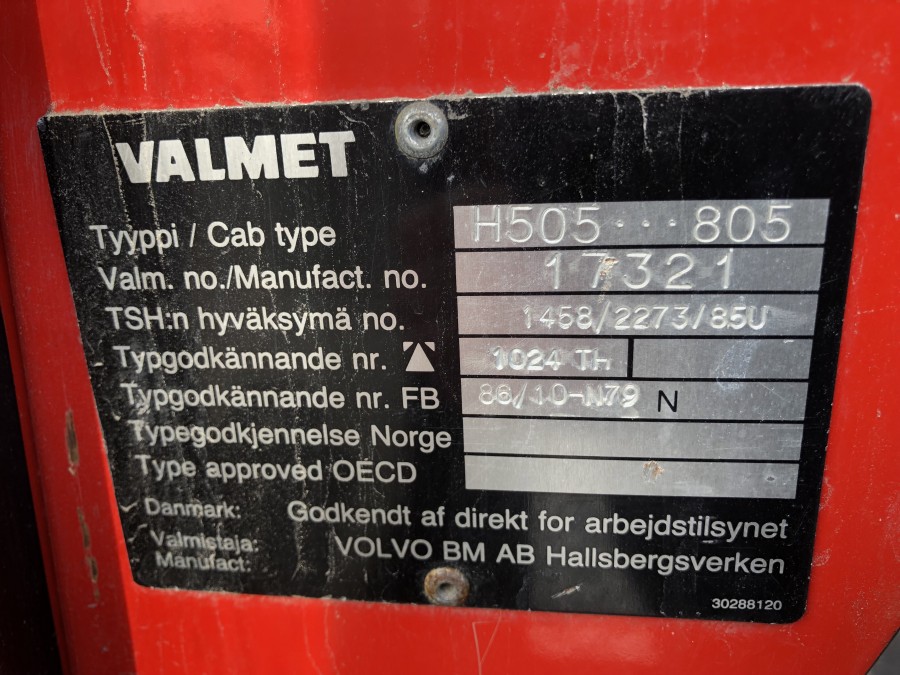 VALMET
Tyyppi / Cab type H505···805
Valm. no./Manufact. no. 17321
TSH:n hyväksymä no. 1458/2273/85U
Typgodkännande nr. 1024 TH
Typgodkännande nr. FB 86/10-N79 N
Typegodkjennelse Norge
Type approved OECD
Danmark: Godkendt af direkt for arbejdstilsynet
Valmistaja: VOLVO BM AB Hallsbergsverken
Manufact:
30288120